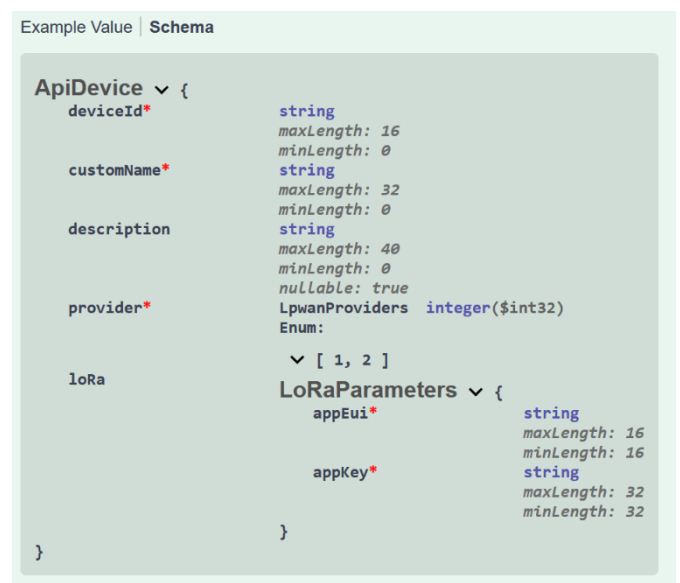 Example Value | Schema
ApiDevice {
deviceId* string
maxLength: 16
minLength: 0
customName* string
maxLength: 32
minLength: 0
description string
maxLength: 40
minLength: 0
nullable: true
provider* LpwanProviders integer($int32)
Enum:
[ 1, 2 ]
loRa LoRaParameters {
appEui* string
maxLength: 16
minLength: 16
appKey* string
maxLength: 32
minLength: 32
}
}